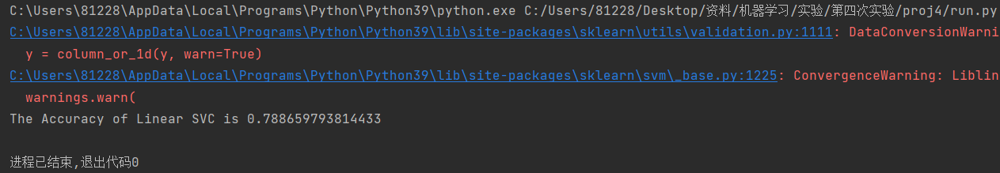 C:\Users\81228\AppData\Local\Programs\Python\Python39\python.exe C:/Users/81228/Desktop/资料/机器学习/实验/第四次实验/proj4/run.py
C:\Users\81228\AppData\Local\Programs\Python\Python39\lib\site-packages\sklearn\utils\validation.py:1111: DataConversionWarni
y = column_or_1d(y, warn=True)
C:\Users\81228\AppData\Local\Programs\Python\Python39\lib\site-packages\sklearn\svm\_base.py:1225: ConvergenceWarning: Liblin
warnings.warn(
The Accuracy of Linear SVC is 0.788659793814433
进程已结束,退出代码0